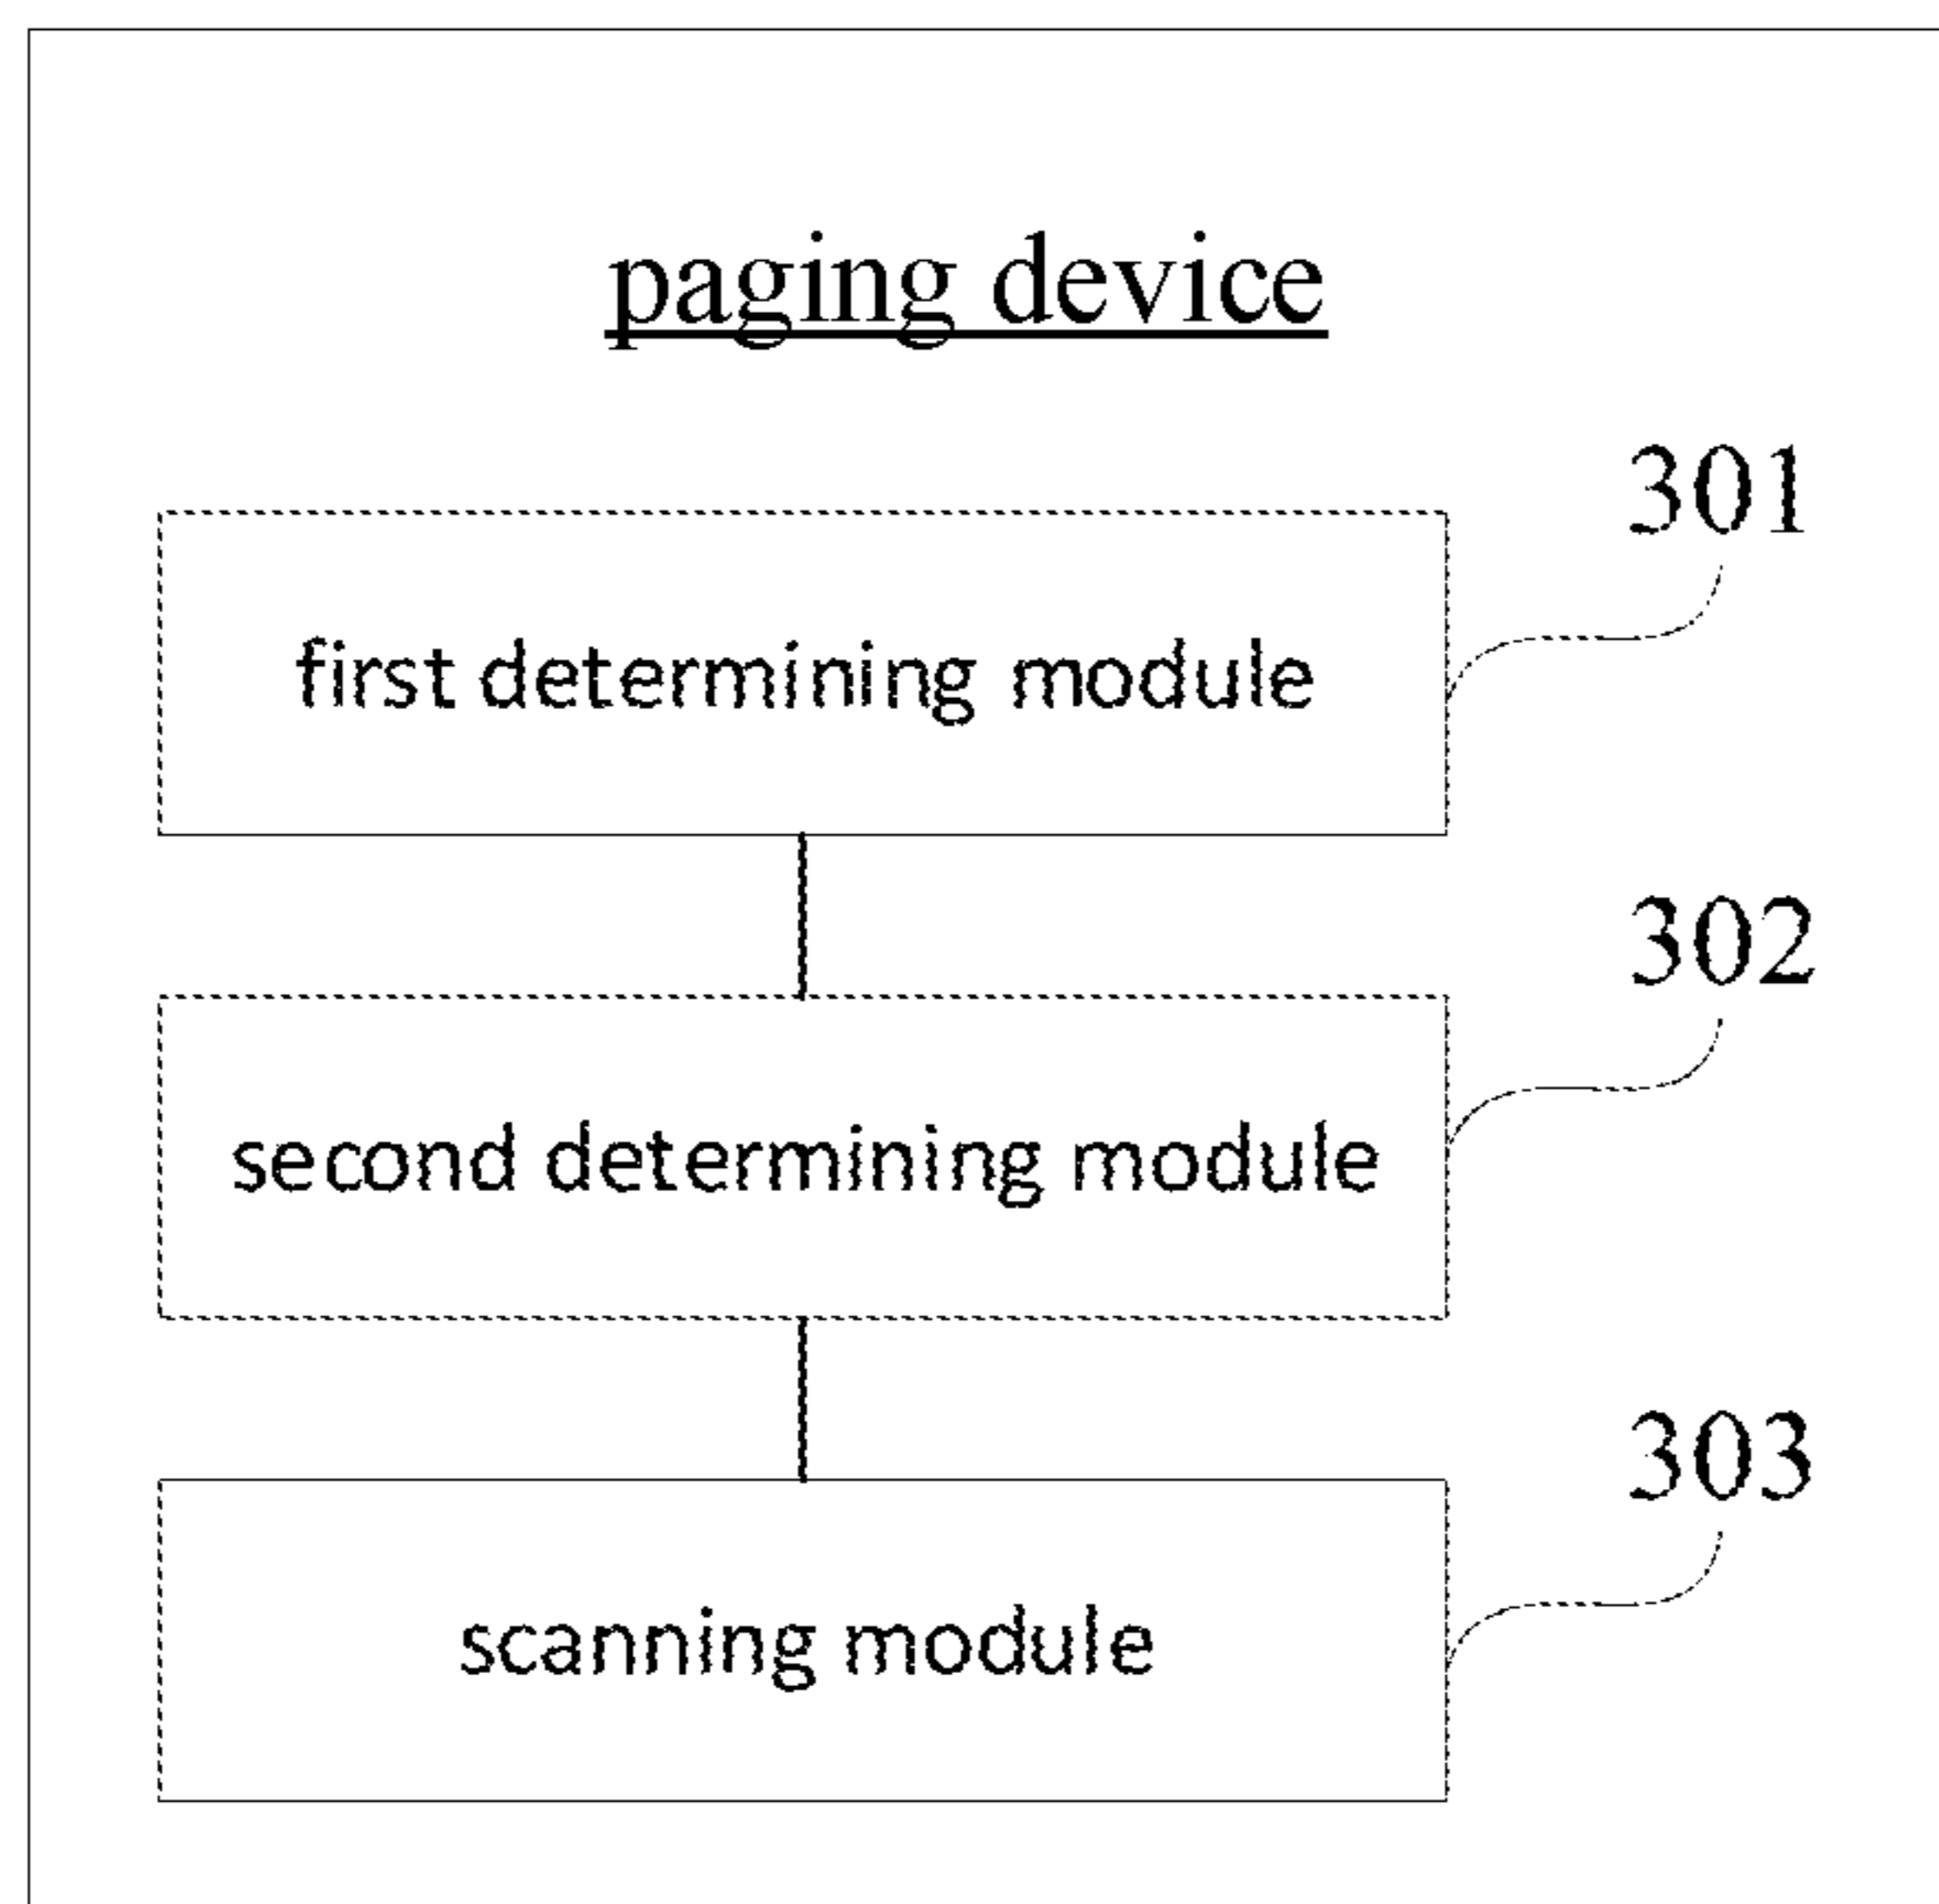 paging device
301
first determining module
302
second determining module
303
scanning module